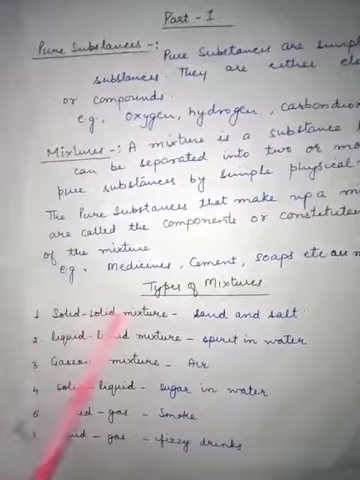 Part - 1
Pure Substances -: Pure Substances are
substances. They are either
or compounds.
e.g. Oxygen, hydrogen,
Mixtures -: A mixture is a substance
can be separated into two or
pure substances by simple physical
The Pure Substances that make up a
are called the components or
of the mixture
e.g. Medicines, Cement, Soaps etc
Types of Mixtures
1 Solid-solid mixture - sand and salt
2. liquid- mixture - spirit in water
3 mixture - Air
4 liquid - sugar in water
5 - gas - Smoke
- gas - fizzy drinks